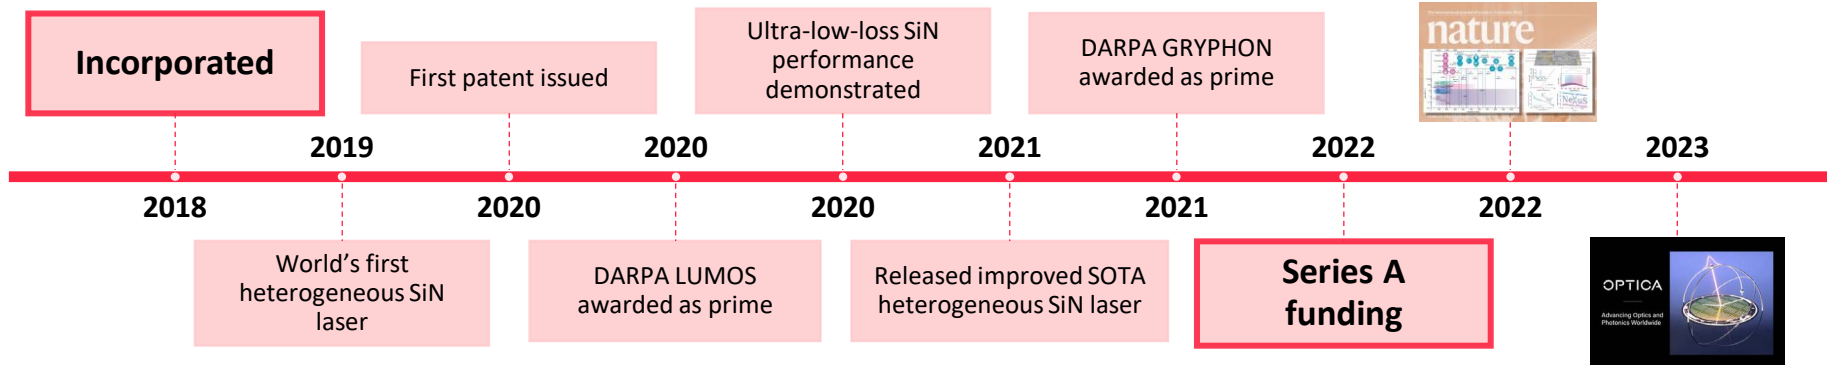 Incorporated
First patent issued
Ultra-low-loss SiN
performance
demonstrated
DARPA GRYPHON
awarded as prime
nature
2019
2020
2021
2022
2023
2018
2020
2020
2021
2022
World’s first
heterogeneous SiN
laser
DARPA LUMOS
awarded as prime
Released improved SOTA
heterogeneous SiN laser
Series A
funding
OPTICA
Advancing Optics and
Photonics Worldwide